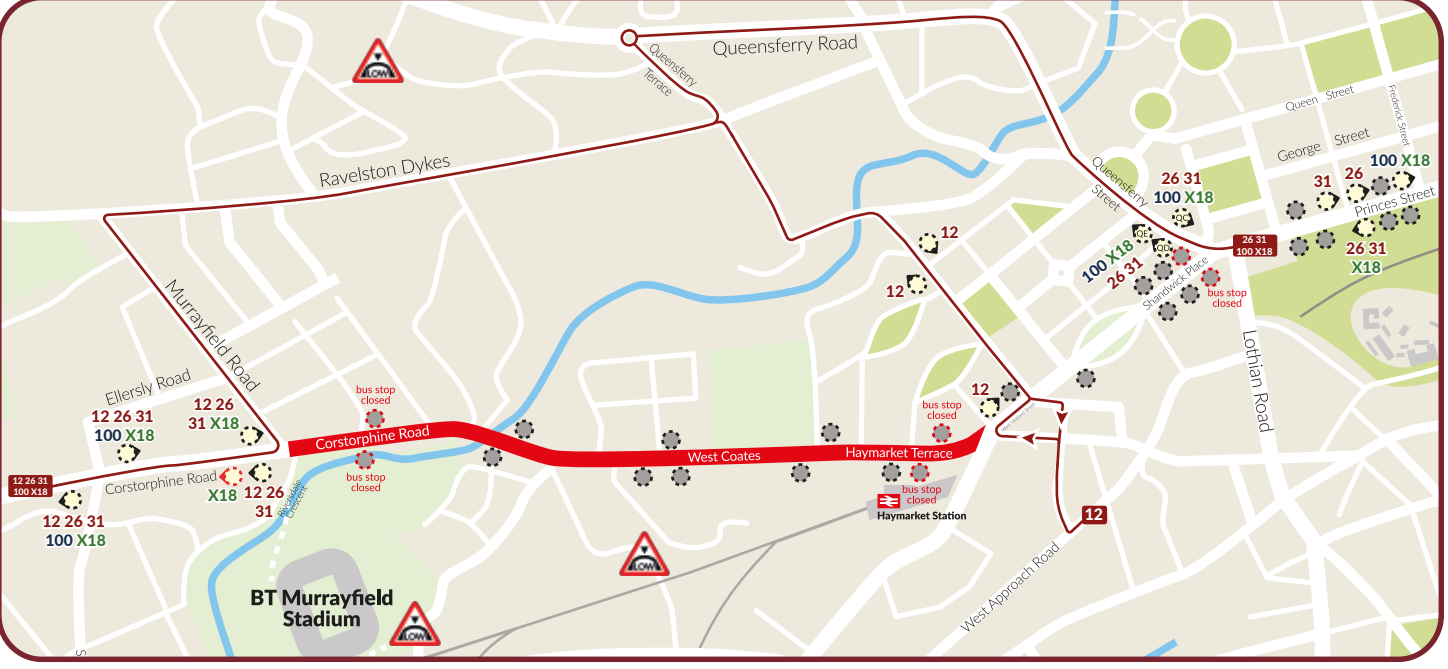 Queensferry Road
Queensferry
Terrace
LOW
Queen Street
Frederick Street
George Street
100 X18
26
31
Princes Street
26 31
X18
Ravelston Dykes
Queensferry
Street
26 31
100 X18
QC
QE
QD
26 31
100 X18
100 X18
26 31
Shandwick Place
bus stop
closed
12
12
Murrayfield Road
Lothian Road
Ellersly Road
12 26 31
100 X18
12 26
31 X18
bus stop
closed
12
bus stop
closed
Corstorphine Road
West Coates
Haymarket Terrace
12 26 31
100 X18
Corstorphine Road
X18
12 26
31
Riversdale
Crescent
bus stop
closed
bus stop
closed
Haymarket Station
12 26 31
100 X18
12
LOW
West Approach Road
BT Murrayfield
Stadium
LOW
S